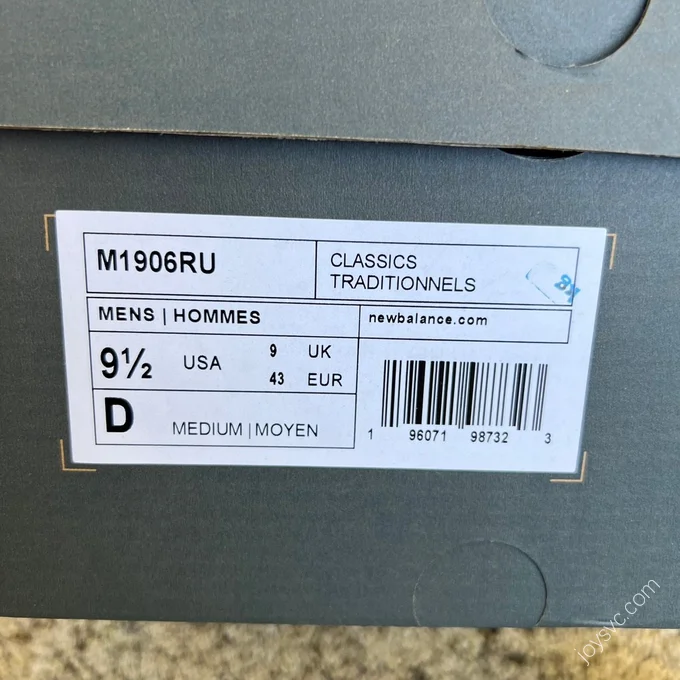 M1906RU
CLASSICS
TRADITIONNELS
MENS | HOMMES
newbalance.com
9½ USA
9 UK
43 EUR
D MEDIUM | MOYEN
1 96071 98732 3
joysvc.com